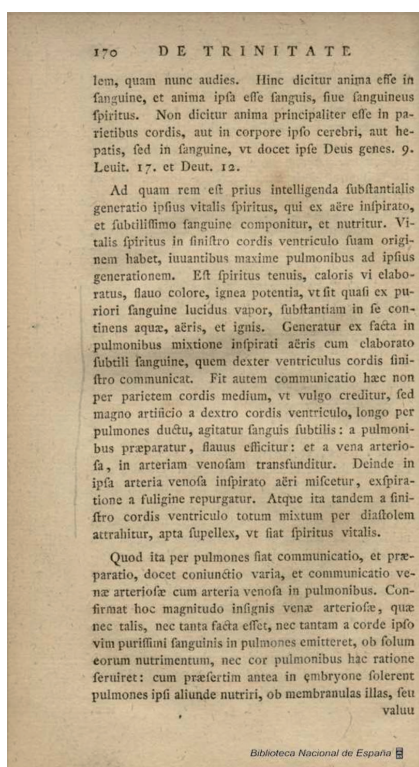 170 DE TRINITATE
lem, quam nunc audies. Hinc dicitur anima eſſe in
ſanguine, et anima ipſa eſſe ſanguis, ſiue ſanguineus
ſpiritus. Non dicitur anima principaliter eſſe in pa-
rietibus cordis, aut in corpore ipſo cerebri, aut he-
patis, ſed in ſanguine, vt docet ipſe Deus genes. 9.
Leuit. 17. et Deut. 12.
Ad quam rem eſt prius intelligenda ſubſtantialis
generatio ipſius vitalis ſpiritus, qui ex aëre inſpirato,
et ſubtiliſſimo ſanguine componitur, et nutritur. Vi-
talis ſpiritus in ſiniſtro cordis ventriculo ſuam origi-
nem habet, iuuantibus maxime pulmonibus ad ipſius
generationem. Eſt ſpiritus tenuis, caloris vi elabo-
ratus, flauo colore, ignea potentia, vt ſit quaſi ex pu-
riori ſanguine lucidus vapor, ſubſtantiam in ſe con-
tinens aquæ, aëris, et ignis. Generatur ex facta in
pulmonibus mixtione inſpirati aëris cum elaborato
ſubtili ſanguine, quem dexter ventriculus cordis ſini-
ſtro communicat. Fit autem communicatio hæc non
per parietem cordis medium, vt vulgo creditur, ſed
magno artificio a dextro cordis ventriculo, longo per
pulmones ductu, agitatur ſanguis ſubtilis: a pulmoni-
bus præparatur, flauus efficitur: et a vena arterio-
ſa, in arteriam venoſam transfunditur. Deinde in
ipſa arteria venoſa inſpirato aëri miſcetur, exſpira-
tione a fuligine repurgatur. Atque ita tandem a ſini-
ſtro cordis ventriculo totum mixtum per diaſtolem
attrahitur, apta ſupellex, vt fiat ſpiritus vitalis.
Quod ita per pulmones fiat communicatio, et præ-
paratio, docet coniunctio varia, et communicatio ve-
næ arterioſæ cum arteria venoſa in pulmonibus. Con-
firmat hoc magnitudo inſignis venæ arterioſæ, quæ
nec talis, nec tanta facta eſſet, nec tantam a corde ipſo
vim puriſſimi ſanguinis in pulmones emitteret, ob ſolum
eorum nutrimentum, nec cor pulmonibus hac ratione
ſeruiret: cum præſertim antea in embryone ſolerent
pulmones ipſi aliunde nutriri, ob membranulas illas, ſeu
valuu
Biblioteca Nacional de España